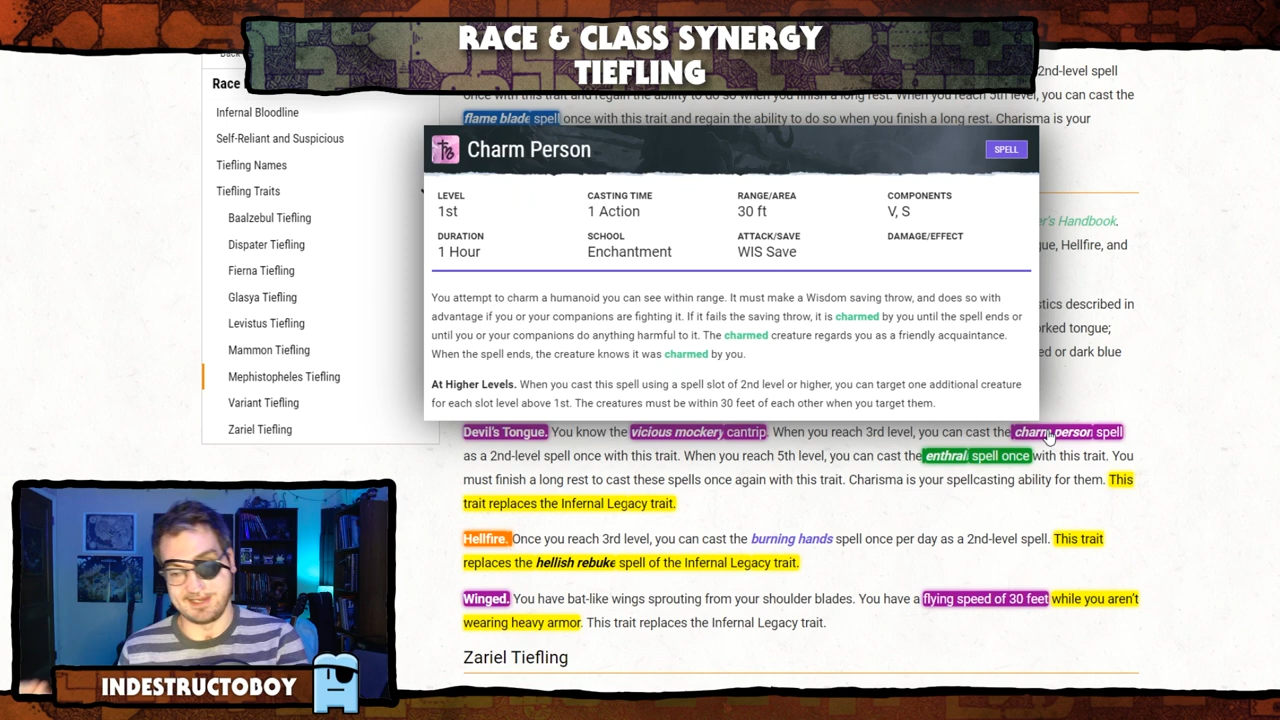 RACE & CLASS SYNERGY
TIEFLING
Race
Infernal Bloodline
Self-Reliant and Suspicious
Tiefling Names
Tiefling Traits
Baalzebul Tiefling
Dispater Tiefling
Fierna Tiefling
Glasya Tiefling
Levistus Tiefling
Mammon Tiefling
Mephistopheles Tiefling
Variant Tiefling
Zariel Tiefling
2nd-level spell
once with this trait and regain the ability to do so when you finish a long rest. When you reach 5th level, you can cast the
flame blade spell once with this trait and regain the ability to do so when you finish a long rest. Charisma is your
Charm Person
SPELL
LEVEL CASTING TIME RANGE/AREA COMPONENTS
1st 1 Action 30 ft V, S
DURATION SCHOOL ATTACK/SAVE DAMAGE/EFFECT
1 Hour Enchantment WIS Save
You attempt to charm a humanoid you can see within range. It must make a Wisdom saving throw, and does so with
advantage if you or your companions are fighting it. If it fails the saving throw, it is charmed by you until the spell ends or
until you or your companions do anything harmful to it. The charmed creature regards you as a friendly acquaintance.
When the spell ends, the creature knows it was charmed by you.
At Higher Levels. When you cast this spell using a spell slot of 2nd level or higher, you can target one additional creature
for each slot level above 1st. The creatures must be within 30 feet of each other when you target them.
er's Handbook.
gue, Hellfire, and
stics described in
orked tongue;
ed or dark blue
Devil's Tongue. You know the vicious mockery cantrip. When you reach 3rd level, you can cast the charm person spell
as a 2nd-level spell once with this trait. When you reach 5th level, you can cast the enthrall spell once with this trait. You
must finish a long rest to cast these spells once again with this trait. Charisma is your spellcasting ability for them. This
trait replaces the Infernal Legacy trait.
Hellfire. Once you reach 3rd level, you can cast the burning hands spell once per day as a 2nd-level spell. This trait
replaces the hellish rebuke spell of the Infernal Legacy trait.
Winged. You have bat-like wings sprouting from your shoulder blades. You have a flying speed of 30 feet while you aren't
wearing heavy armor. This trait replaces the Infernal Legacy trait.
Zariel Tiefling
INDESTRUCTOBOY